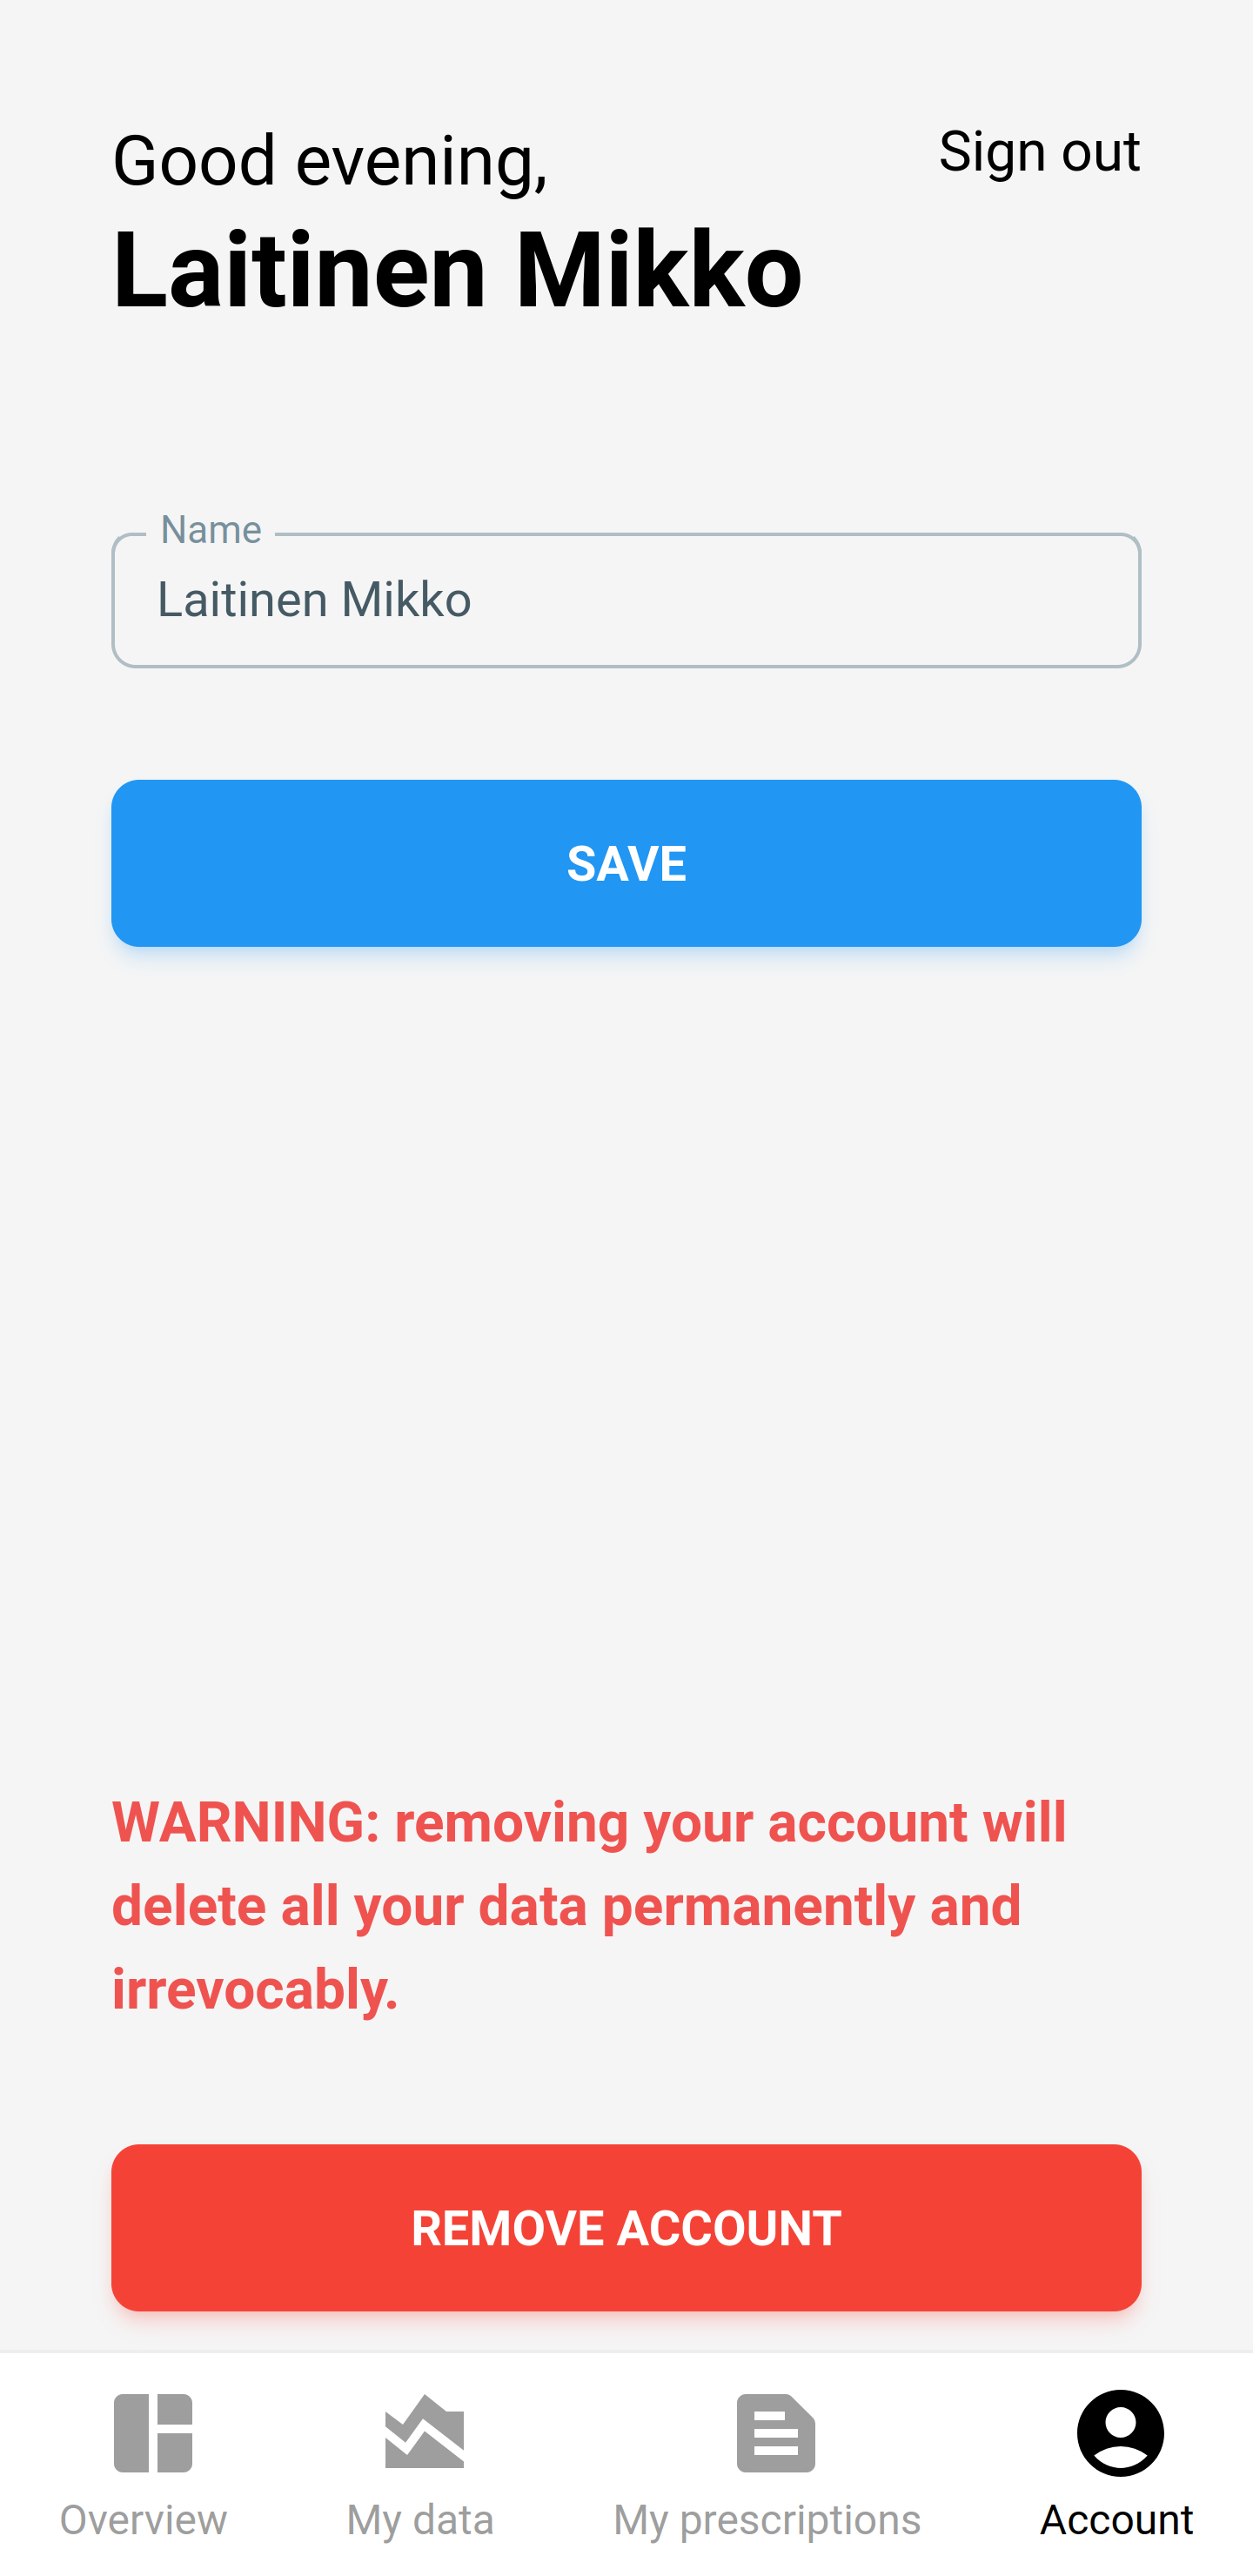 Good evening,
Sign out
Laitinen Mikko
Name
Laitinen Mikko
SAVE
WARNING: removing your account will
delete all your data permanently and
irrevocably.
REMOVE ACCOUNT
Overview
My data
My prescriptions
Account